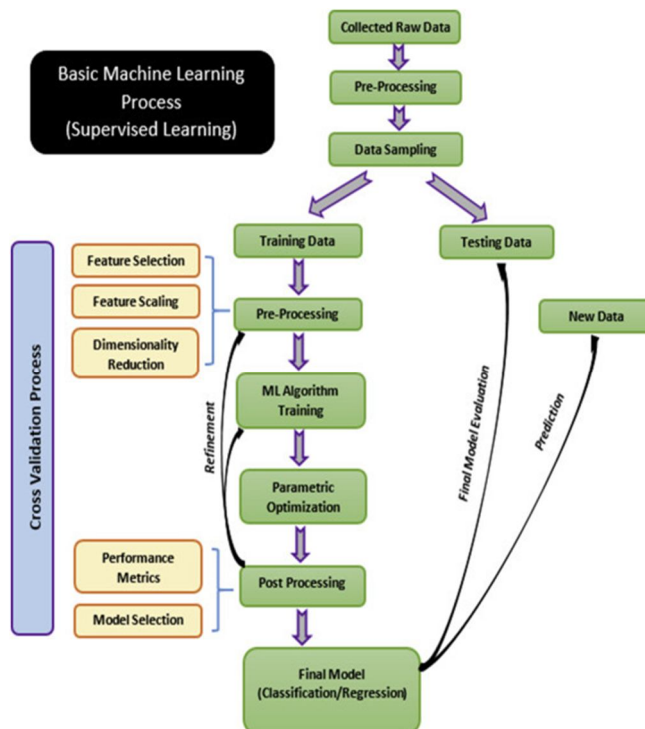 Collected Raw Data
Basic Machine Learning
Process
(Supervised Learning)
Pre-Processing
Data Sampling
Training Data
Testing Data
Cross Validation Process
Feature Selection
Feature Scaling
Dimensionality
Reduction
Pre-Processing
New Data
ML Algorithm
Training
Refinement
Final Model Evaluation
Prediction
Parametric
Optimization
Performance
Metrics
Model Selection
Post Processing
Final Model
(Classification/Regression)